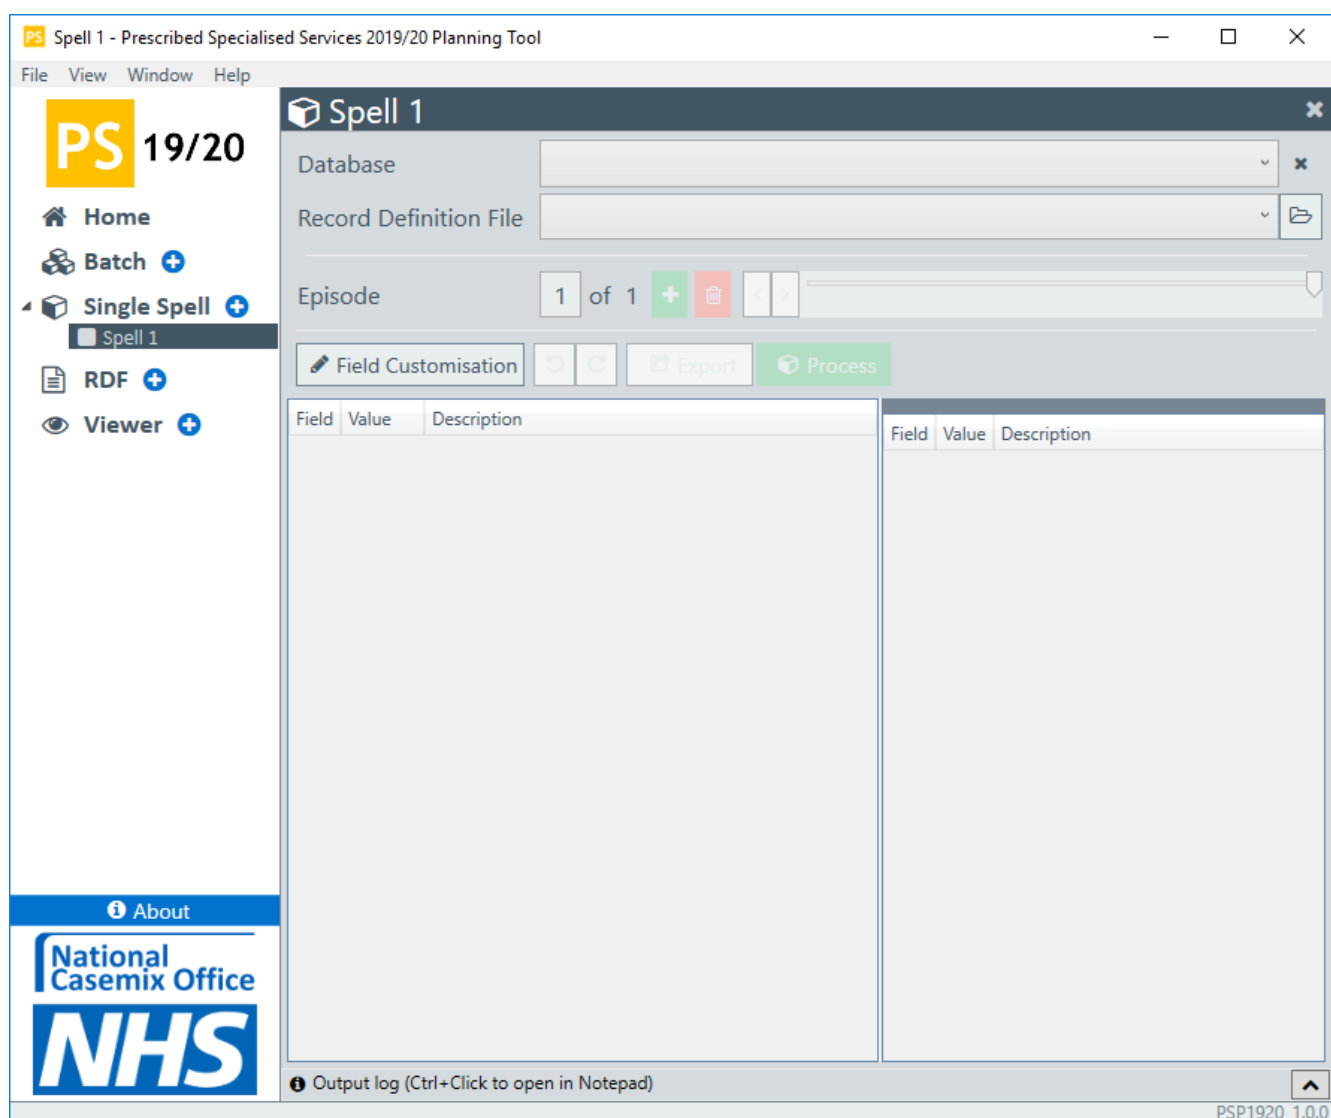 PS Spell 1 - Prescribed Specialised Services 2019/20 Planning Tool
File View Window Help
PS 19/20
Home
Batch
Single Spell
Spell 1
RDF
Viewer
About
National
Casemix Office
NHS
Spell 1
Database
Record Definition File
Episode 1 of 1
Field Customisation Export Process
Field Value Description
Field Value Description
Output log (Ctrl+Click to open in Notepad)
PSP1920 1.0.0